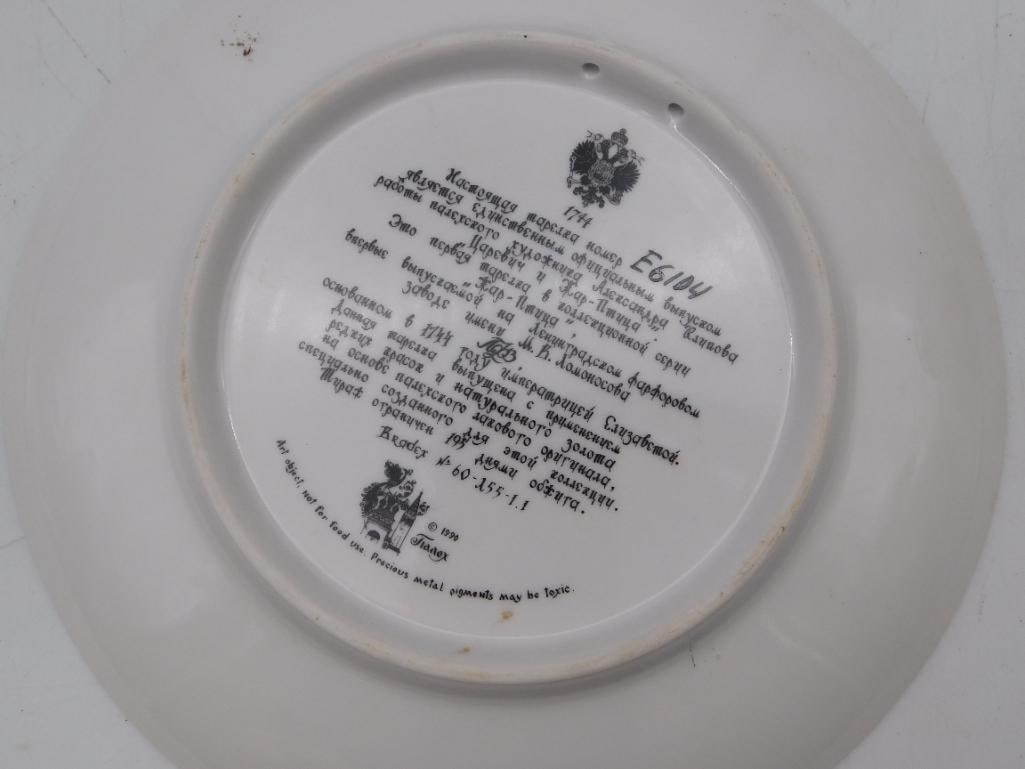 1744
Настоящая тарелка номер E6104
является единственным официальным выпуском
работы палехского художника Александра Клипова
"Царевич и Жар-Птица"
Это первая тарелка в коллекционной серии
"Жар-Птица",
впервые выпускаемой на Ленинградском фарфоровом
заводе имени М. В. Ломоносова
ЛФЗ
основанном в 1744 году императрицей Елизаветой.
Данная тарелка выпущена с применением
редких красок и натурального золота
на основе палехского лакового оригинала,
специально созданного для этой коллекции.
Тираж ограничен 195 днями обжига.
Bradex № 60-Л55-1.1
© 1990
Палех
Art object, Not for food use. Precious metal pigments may be toxic.